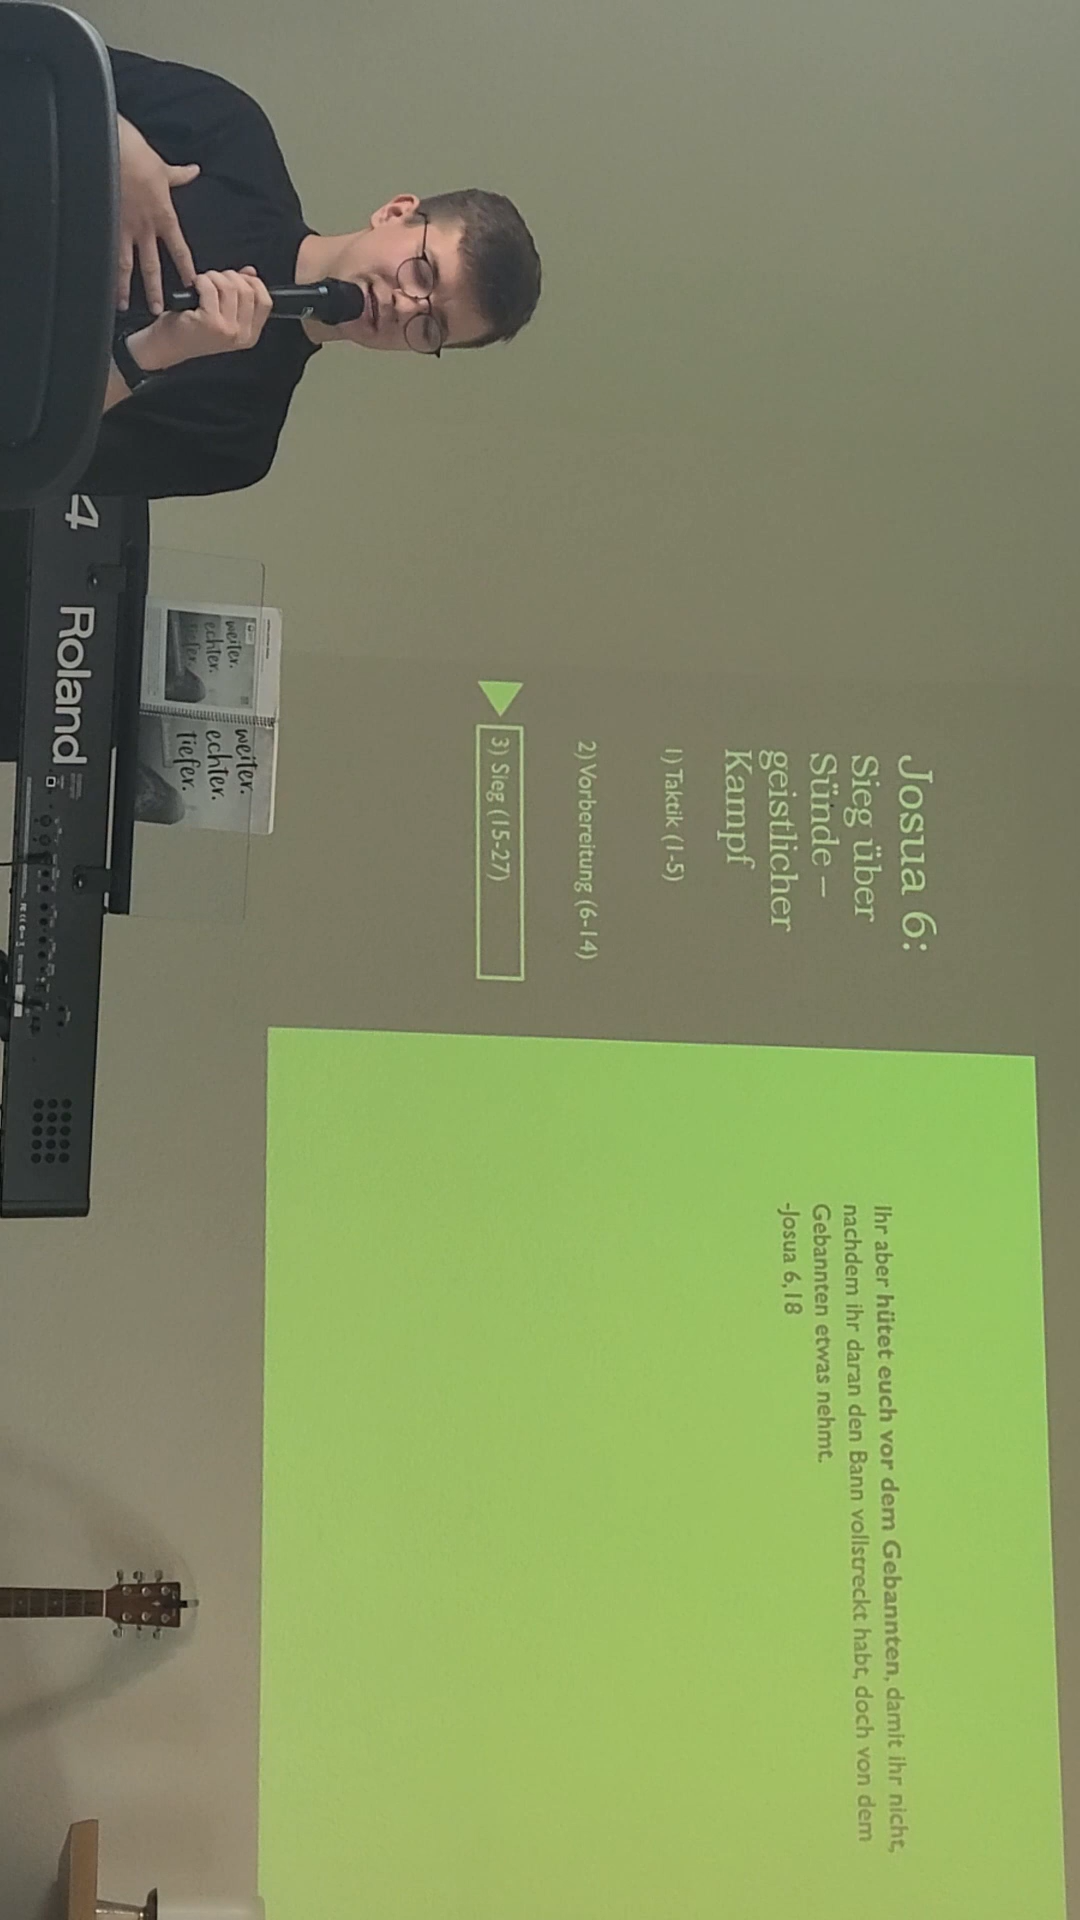 Josua 6:
Sieg über
Sünde –
geistlicher
Kampf
1) Taktik (1-5)
2) Vorbereitung (6-14)
3) Sieg (15-27)
Ihr aber hütet euch vor dem Gebannten, damit ihr nicht,
nachdem ihr daran den Bann vollstreckt habt, doch von dem
Gebannten etwas nehmt.
-Josua 6,18
weiter.
echter.
tiefer.
weiter.
echter.
tiefer.
4 Roland